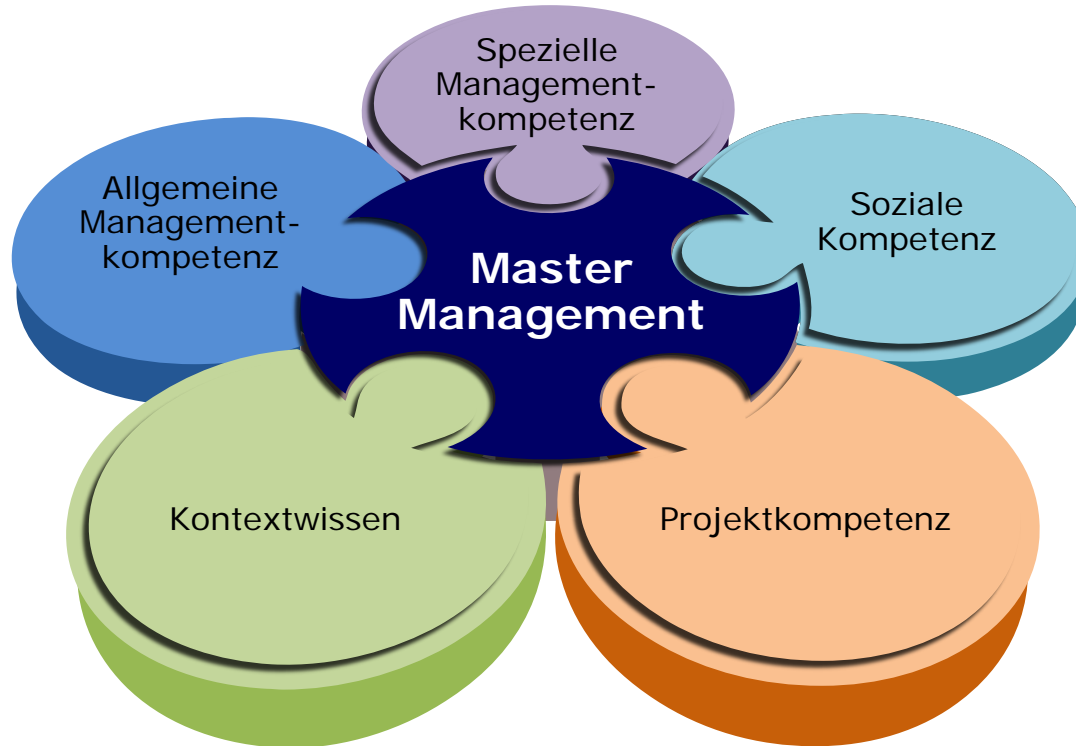 Spezielle
Management-
kompetenz
Allgemeine
Management-
kompetenz
Soziale
Kompetenz
Master
Management
Kontextwissen
Projektkompetenz